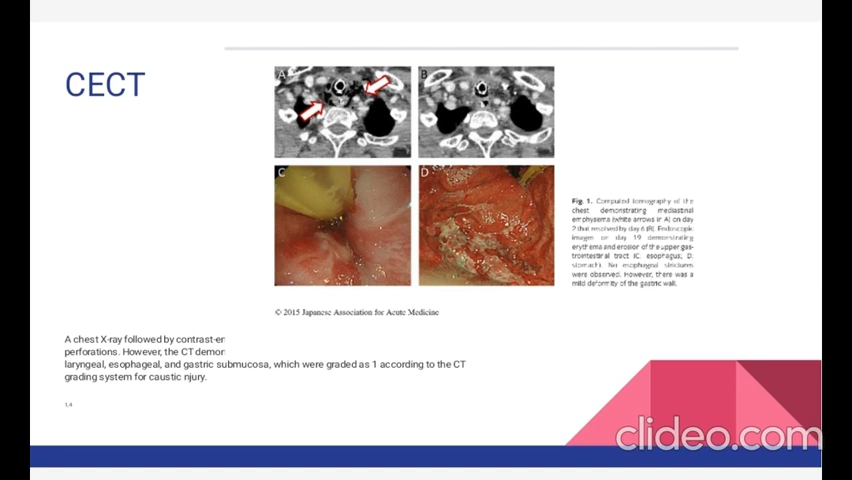 CECT
A
B
C
D
Fig. 1. Computed tomography of the
chest demonstrating mediastinal
emphysema (white arrows in A) on day
2 that resolved by day 6 (B). Endoscopic
images on day 19 demonstrating
erythema and erosion of the upper gas-
trointestinal tract (C: esophagus; D:
stomach). No esophageal strictures
were observed. However, there was a
mild deformity of the gastric wall.
© 2015 Japanese Association for Acute Medicine
A chest X-ray followed by contrast-en
perforations. However, the CT demon
laryngeal, esophageal, and gastric submucosa, which were graded as 1 according to the CT
grading system for caustic njury.
1,4
clideo.com